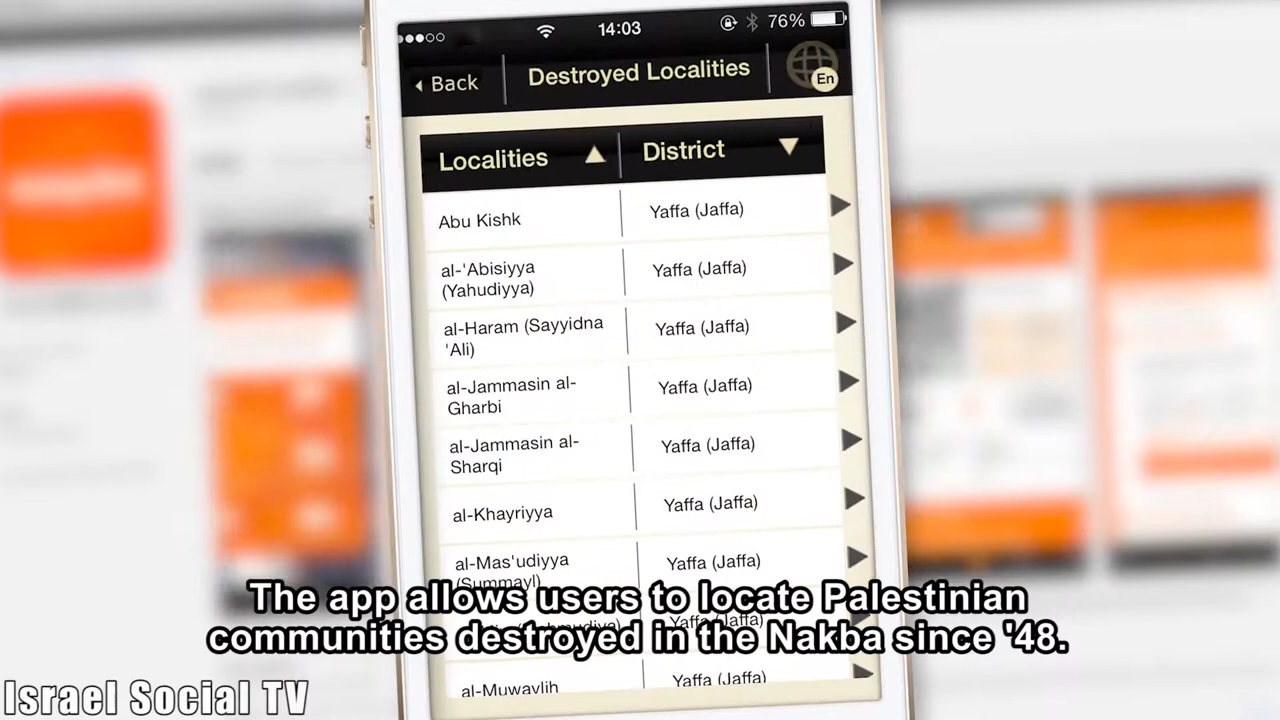 14:03
76%
Back
Destroyed Localities
En
Localities
District
Abu Kishk
Yaffa (Jaffa)
al-'Abisiyya
(Yahudiyya)
Yaffa (Jaffa)
al-Haram (Sayyidna
'Ali)
Yaffa (Jaffa)
al-Jammasin al-
Gharbi
Yaffa (Jaffa)
al-Jammasin al-
Sharqi
Yaffa (Jaffa)
al-Khayriyya
Yaffa (Jaffa)
al-Mas'udiyya
(Summayl)
Yaffa (Jaffa)
Yaffa (Jaffa)
al-Muwaylih
Yaffa (Jaffa)
The app allows users to locate Palestinian
communities destroyed in the Nakba since '48.
Israel Social TV